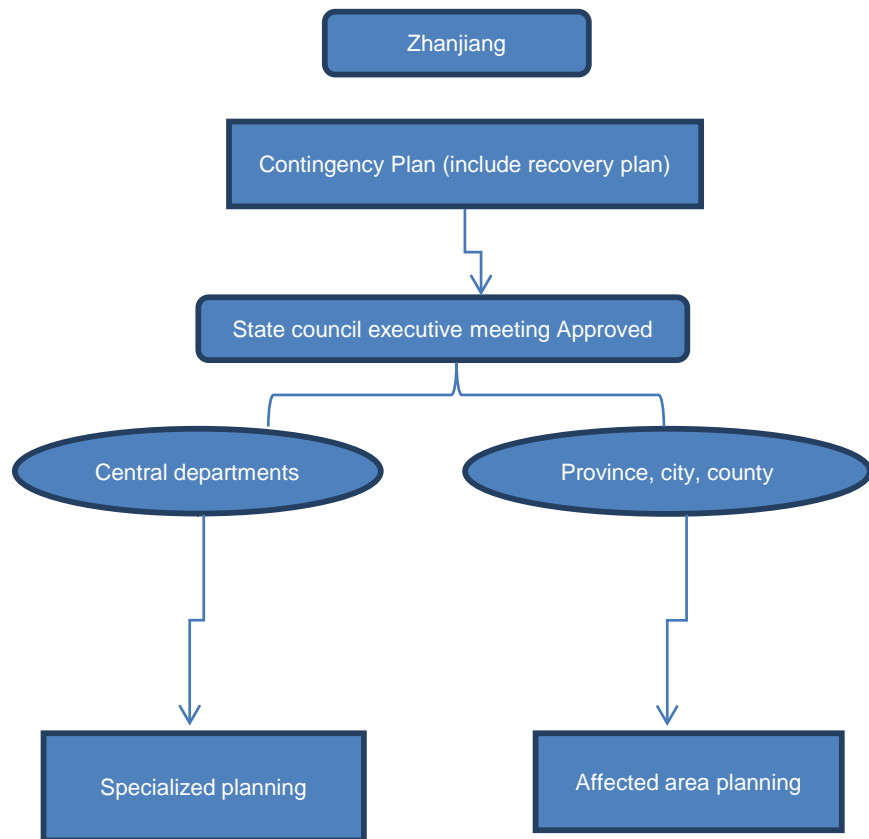 Zhanjiang
Contingency Plan (include recovery plan)
State council executive meeting Approved
Central departments
Province, city, county
Specialized planning
Affected area planning